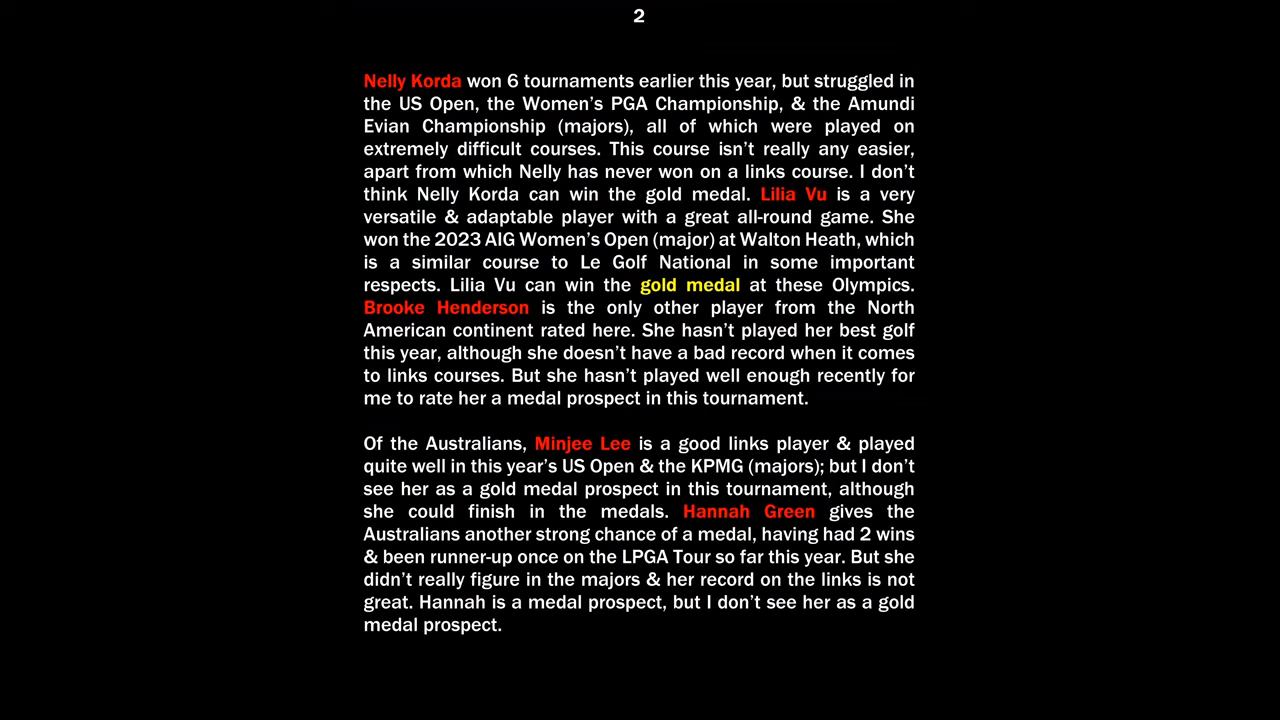 2
Nelly Korda won 6 tournaments earlier this year, but struggled in
the US Open, the Women's PGA Championship, & the Amundi
Evian Championship (majors), all of which were played on
extremely difficult courses. This course isn't really any easier,
apart from which Nelly has never won on a links course. I don't
think Nelly Korda can win the gold medal. Lilia Vu is a very
versatile & adaptable player with a great all-round game. She
won the 2023 AIG Women's Open (major) at Walton Heath, which
is a similar course to Le Golf National in some important
respects. Lilia Vu can win the gold medal at these Olympics.
Brooke Henderson is the only other player from the North
American continent rated here. She hasn't played her best golf
this year, although she doesn't have a bad record when it comes
to links courses. But she hasn't played well enough recently for
me to rate her a medal prospect in this tournament.
Of the Australians, Minjee Lee is a good links player & played
quite well in this year's US Open & the KPMG (majors); but I don't
see her as a gold medal prospect in this tournament, although
she could finish in the medals. Hannah Green gives the
Australians another strong chance of a medal, having had 2 wins
& been runner-up once on the LPGA Tour so far this year. But she
didn't really figure in the majors & her record on the links is not
great. Hannah is a medal prospect, but I don't see her as a gold
medal prospect.